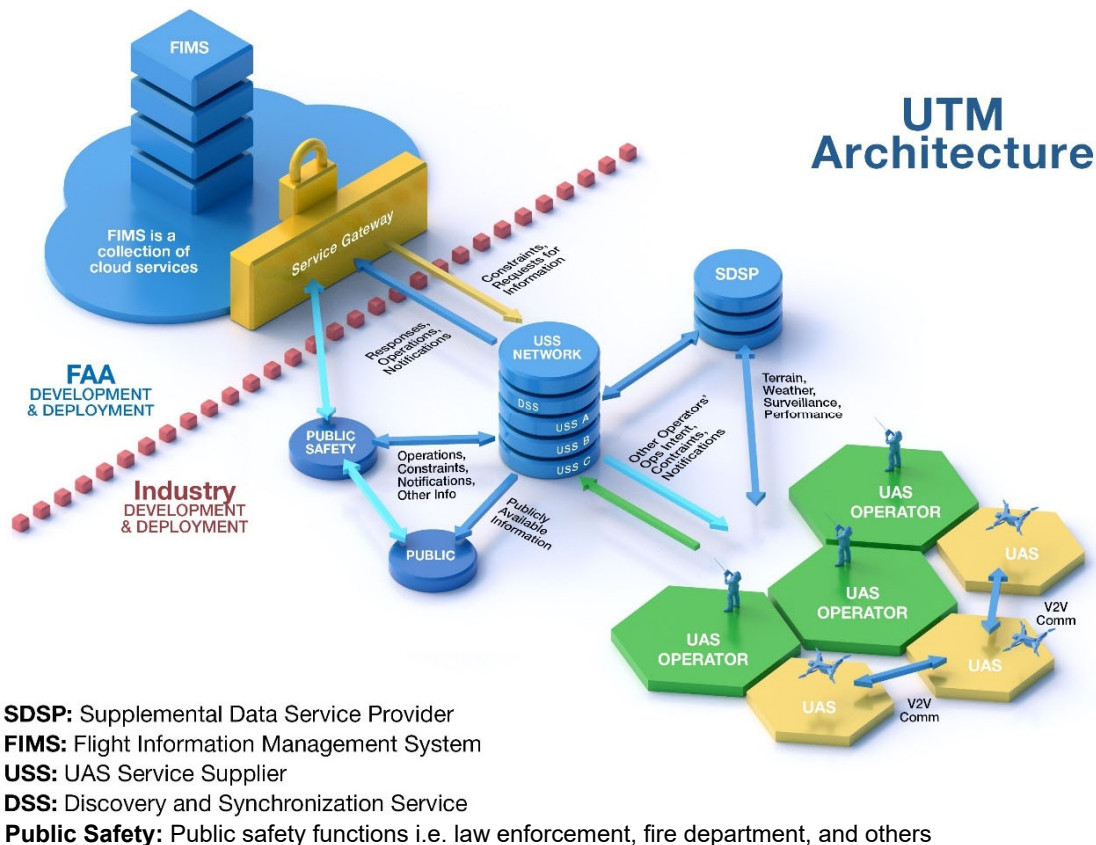 UTM
Architecture
FIMS
FIMS is a
collection of
cloud services
Service Gateway
Constraints,
Requests for
Information
Responses,
Operations,
Notifications
FAA
DEVELOPMENT
& DEPLOYMENT
Industry
DEVELOPMENT
& DEPLOYMENT
USS
NETWORK
DSS
USS A
USS B
USS C
SDSP
Terrain,
Weather,
Surveillance,
Performance
Other Operators'
Ops Intent,
Contraints,
Notifications
PUBLIC
SAFETY
Operations,
Constraints,
Notifications,
Other Info
Publicly
Available
Information
PUBLIC
UAS
OPERATOR
UAS
UAS
OPERATOR
V2V
Comm
UAS
OPERATOR
UAS
UAS
V2V
Comm
SDSP: Supplemental Data Service Provider
FIMS: Flight Information Management System
USS: UAS Service Supplier
DSS: Discovery and Synchronization Service
Public Safety: Public safety functions i.e. law enforcement, fire department, and others